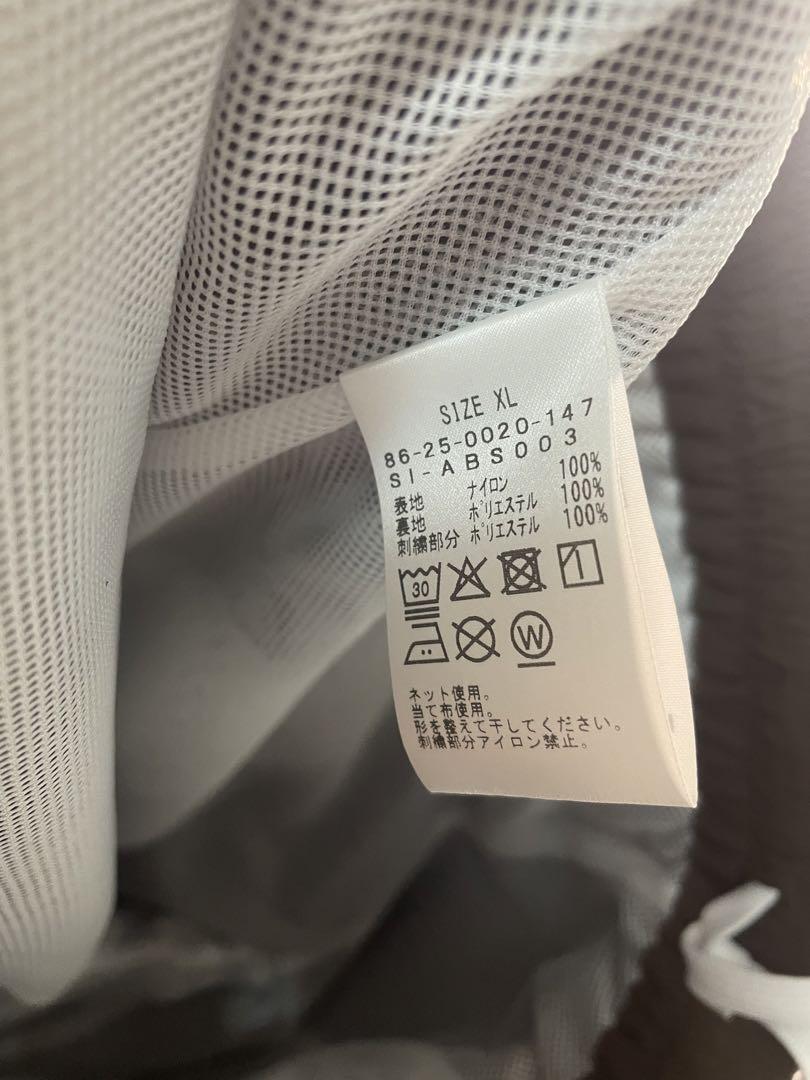 SIZE XL
86-25-0020-147
SI-ABS003
表地 ナイロン 100%
裏地 ポリエステル 100%
刺繍部分 ポリエステル 100%
30 1
W
ネット使用。
当て布使用。
形を整えて干してください。
刺繍部分アイロン禁止。